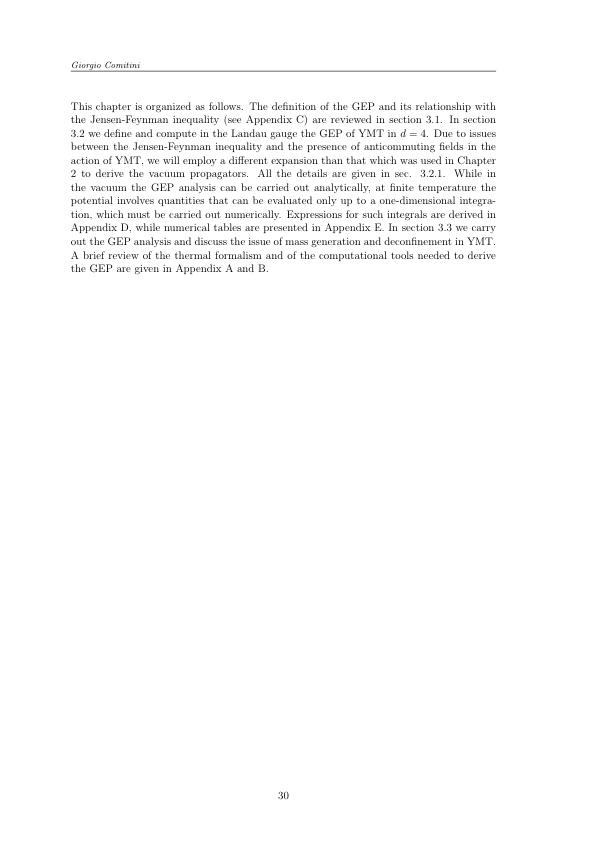 Giorgio Comitini
This chapter is organized as follows. The definition of the GEP and its relationship with
the Jensen-Feynman inequality (see Appendix C) are reviewed in section 3.1. In section
3.2 we define and compute in the Landau gauge the GEP of YMT in d = 4. Due to issues
between the Jensen-Feynman inequality and the presence of anticommuting fields in the
action of YMT, we will employ a different expansion than that which was used in Chapter
2 to derive the vacuum propagators. All the details are given in sec. 3.2.1. While in
the vacuum the GEP analysis can be carried out analytically, at finite temperature the
potential involves quantities that can be evaluated only up to a one-dimensional integra-
tion, which must be carried out numerically. Expressions for such integrals are derived in
Appendix D, while numerical tables are presented in Appendix E. In section 3.3 we carry
out the GEP analysis and discuss the issue of mass generation and deconfinement in YMT.
A brief review of the thermal formalism and of the computational tools needed to derive
the GEP are given in Appendix A and B.
30